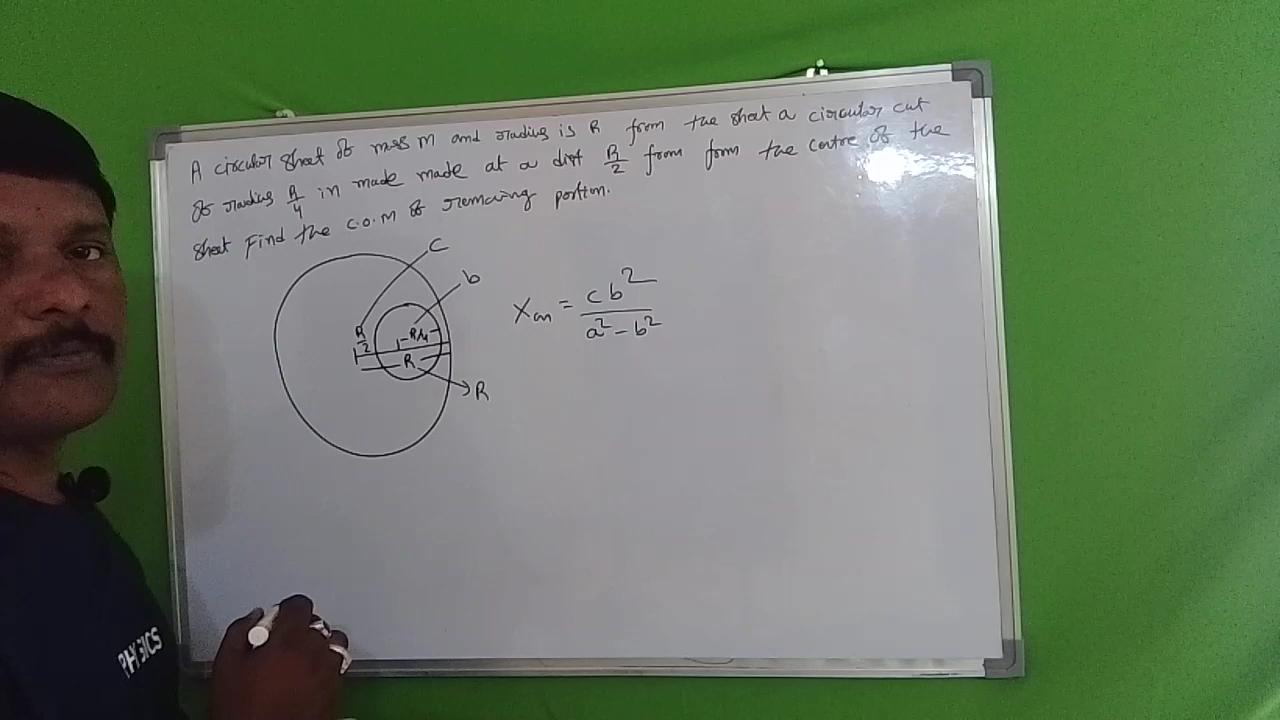 A circular sheet of mass M and radius is R from the sheet a circular cut
of radius R/4 in made made at a dist R/2 from from the centre of the
sheet Find the C.O.M of remaing portion.
C
b
R/2
R/4
R
R
Xcm = cb²/a²-b²
PHYSICS